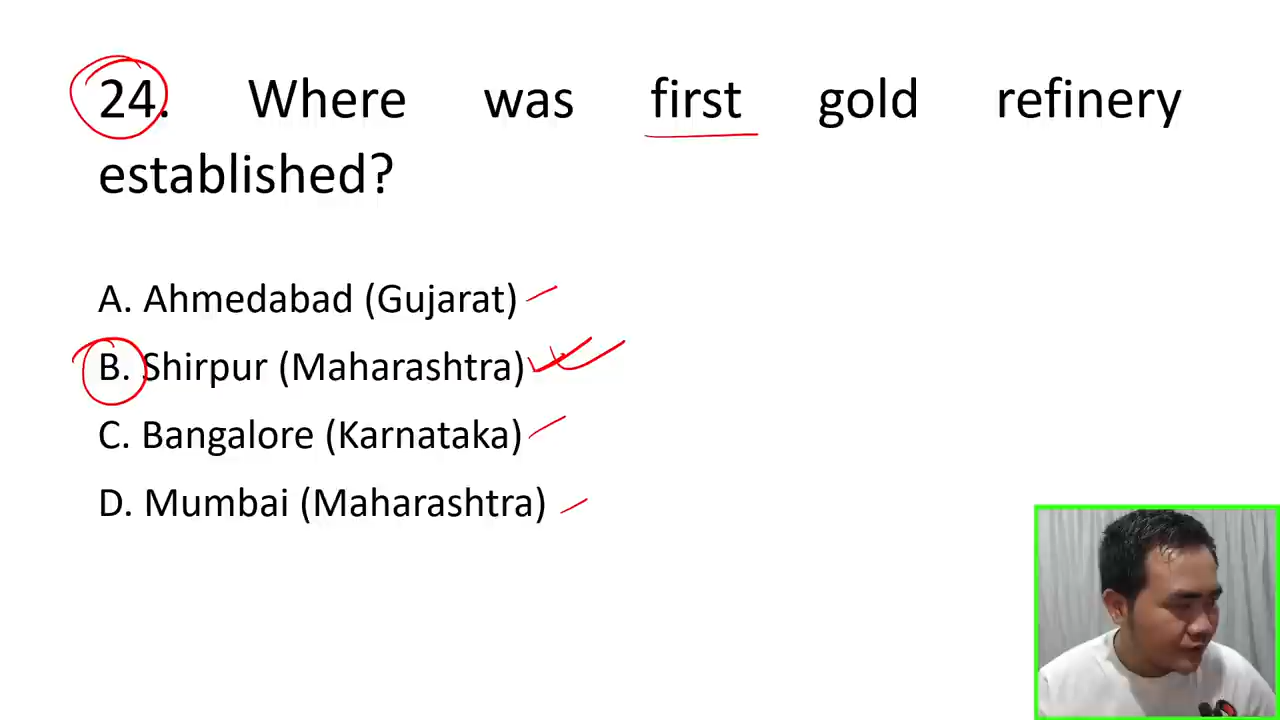 24. Where was first gold refinery
established?
A. Ahmedabad (Gujarat)
B. Shirpur (Maharashtra)
C. Bangalore (Karnataka)
D. Mumbai (Maharashtra)